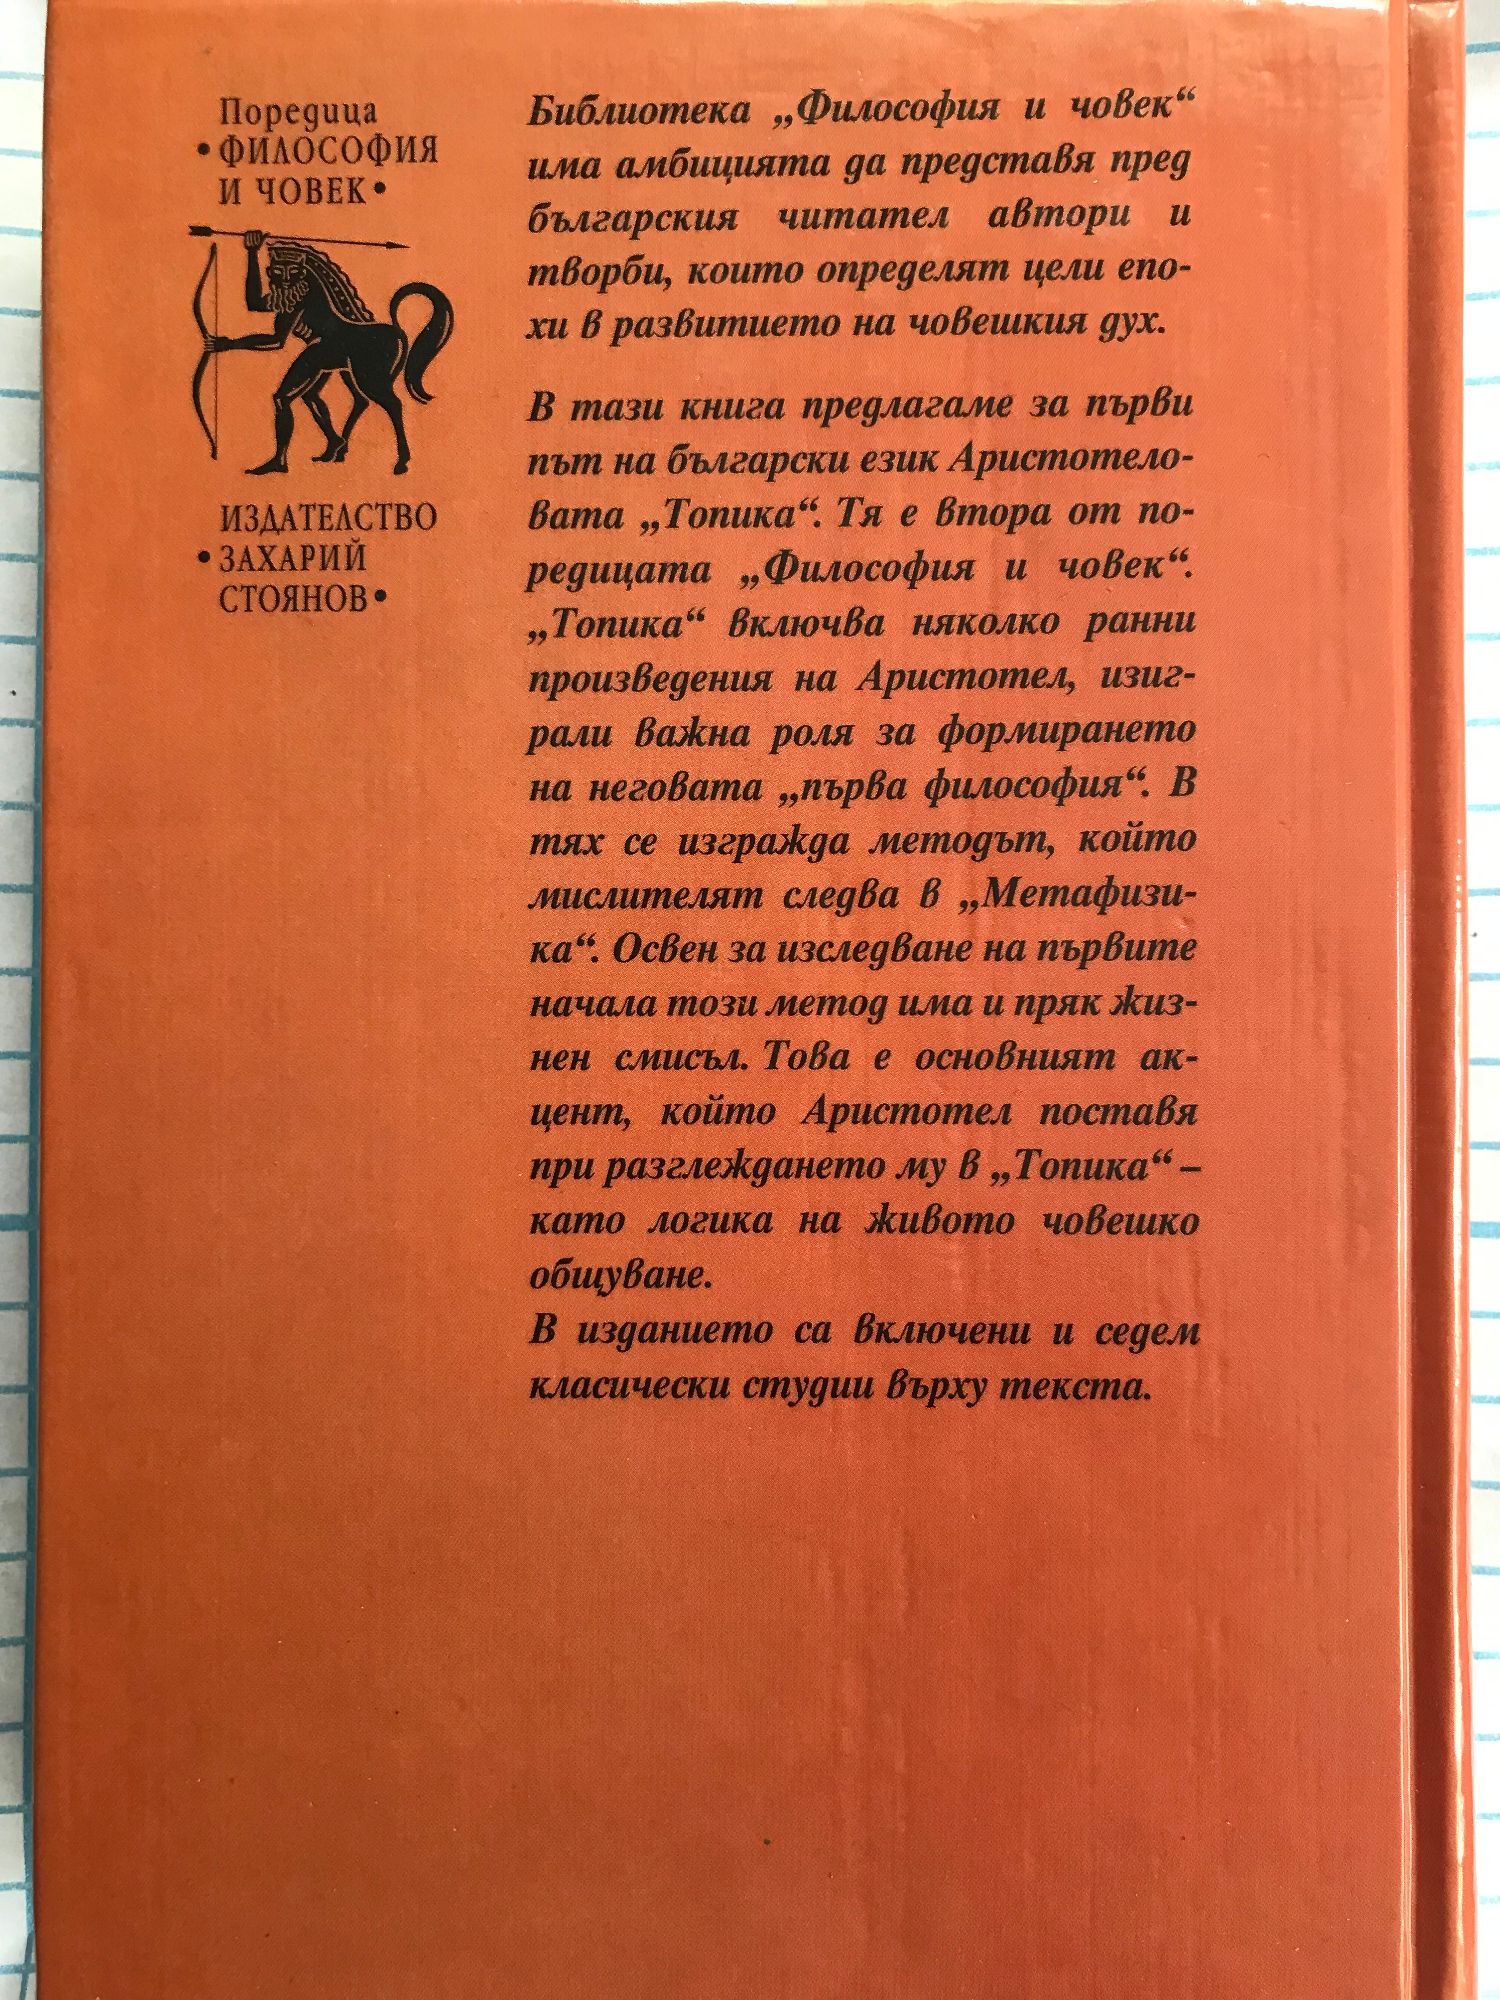 Поредица
•ФИЛОСОФИЯ
И ЧОВЕК•
ИЗДАТЕЛСТВО
•ЗАХАРИЙ
СТОЯНОВ•
Библиотека „Философия и човек“
има амбицията да представя пред
българския читател автори и
творби, които определят цели епо-
хи в развитието на човешкия дух.
В тази книга предлагаме за първи
път на български език Аристотело-
вата „Топика“. Тя е втора от по-
редицата „Философия и човек“.
„Топика“ включва няколко ранни
произведения на Аристотел, изиг-
рали важна роля за формирането
на неговата „първа философия“. В
тях се изгражда методът, който
мислителят следва в „Метафизи-
ка“. Освен за изследване на първите
начала този метод има и пряк жиз-
нен смисъл. Това е основният ак-
цент, който Аристотел поставя
при разглеждането му в „Топика“ –
като логика на живото човешко
общуване.
В изданието са включени и седем
класически студии върху текста.